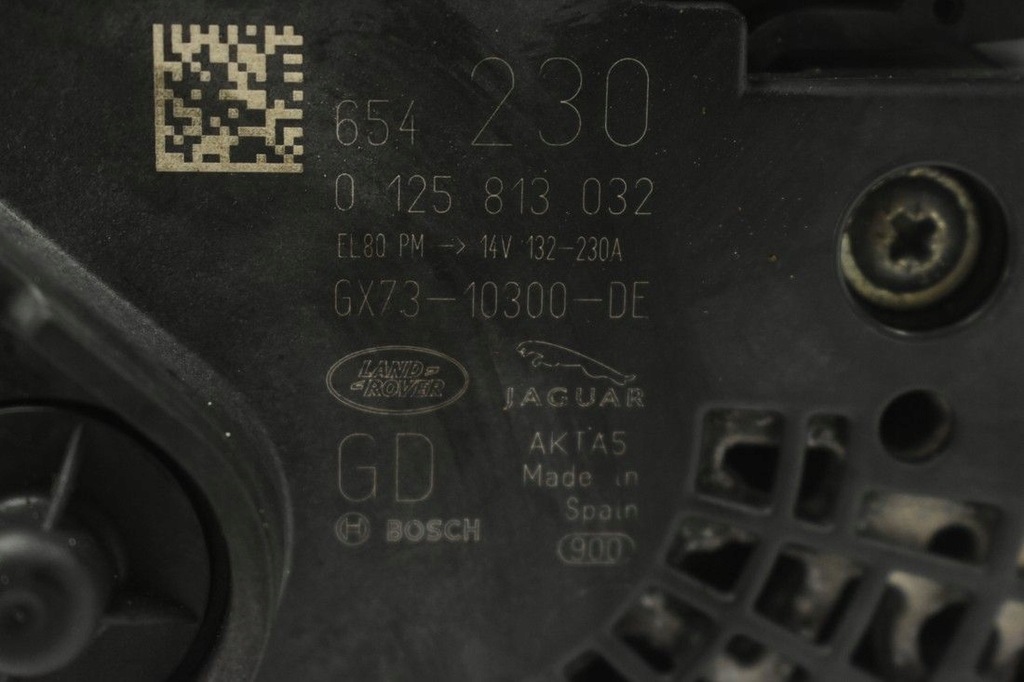 654 230
0 125 813 032
EL80 PM -> 14V 132-230A
GX73-10300-DE
LAND-
-ROVER
JAGUAR
GD
AKTA5
Made in
Spain
BOSCH
900